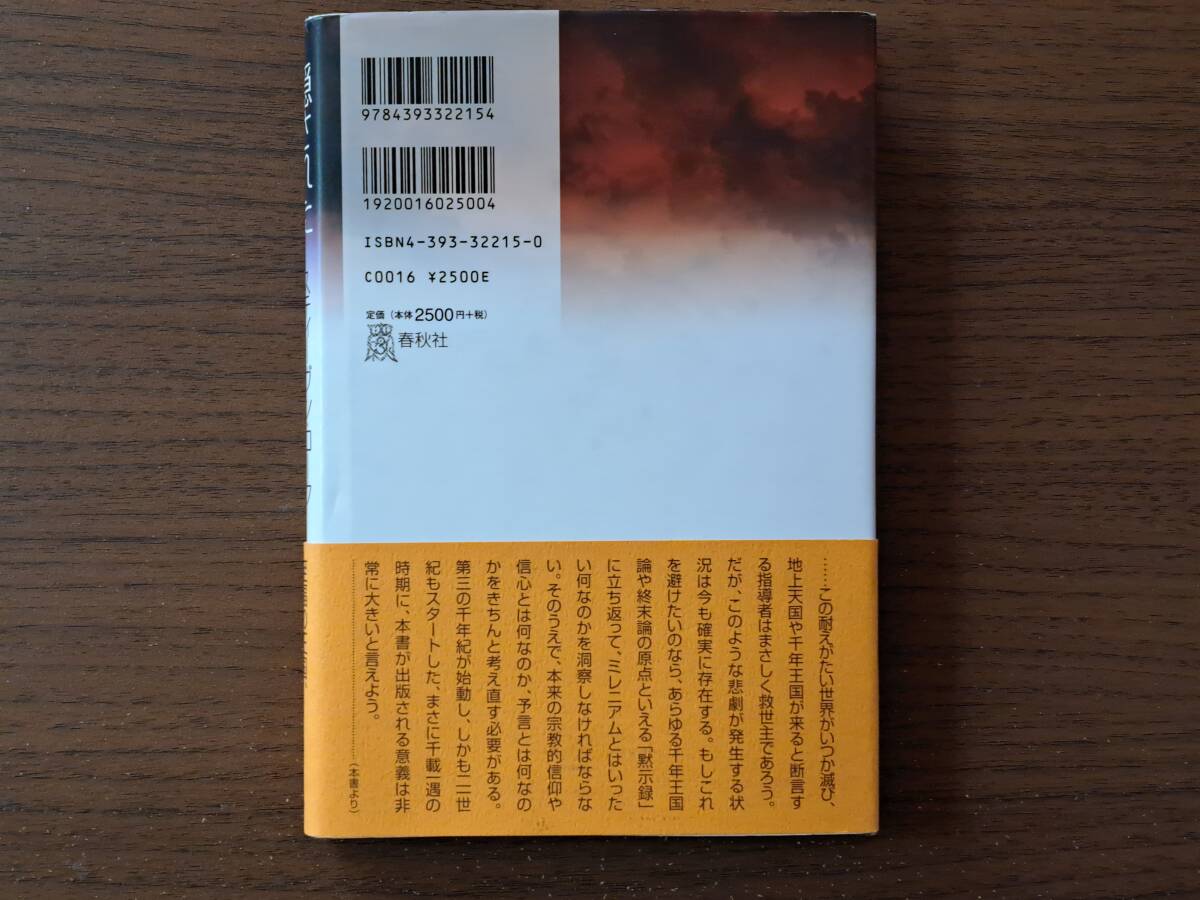 9784393322154
1920016025004
ISBN4-393-32215-0
C0016 ¥2500E
定価(本体2500円+税)
春秋社
……この耐えがたい世界がいつか滅び、
地上天国や千年王国が来ると断言す
る指導者はまさしく救世主であろう。
だが、このような悲劇が発生する状
況は今も確実に存在する。もしこれ
を避けたいのなら、あらゆる千年王国
論や終末論の原点といえる「黙示録」
に立ち返って、ミレニアムとはいった
い何なのかを洞察しなければならな
い。そのうえで、本来の宗教的信仰や
信心とは何なのか、予言とは何なの
かをきちんと考え直す必要がある。
第三の千年紀が始動し、しかも二一世
紀もスタートした、まさに千載一遇の
時期に、本書が出版される意義は非
常に大きいと言えよう。
〈本書より〉